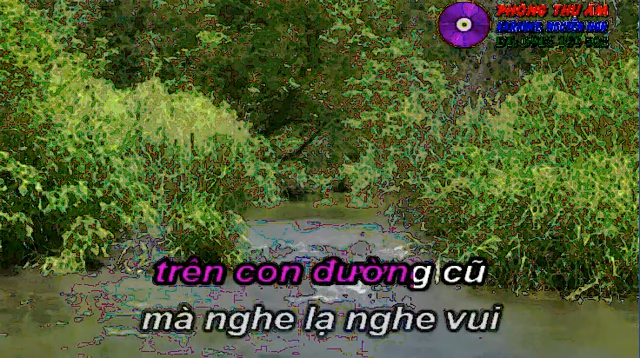 PHÒNG THU ÂM
trên con đường cũ
mà nghe lạ nghe vui